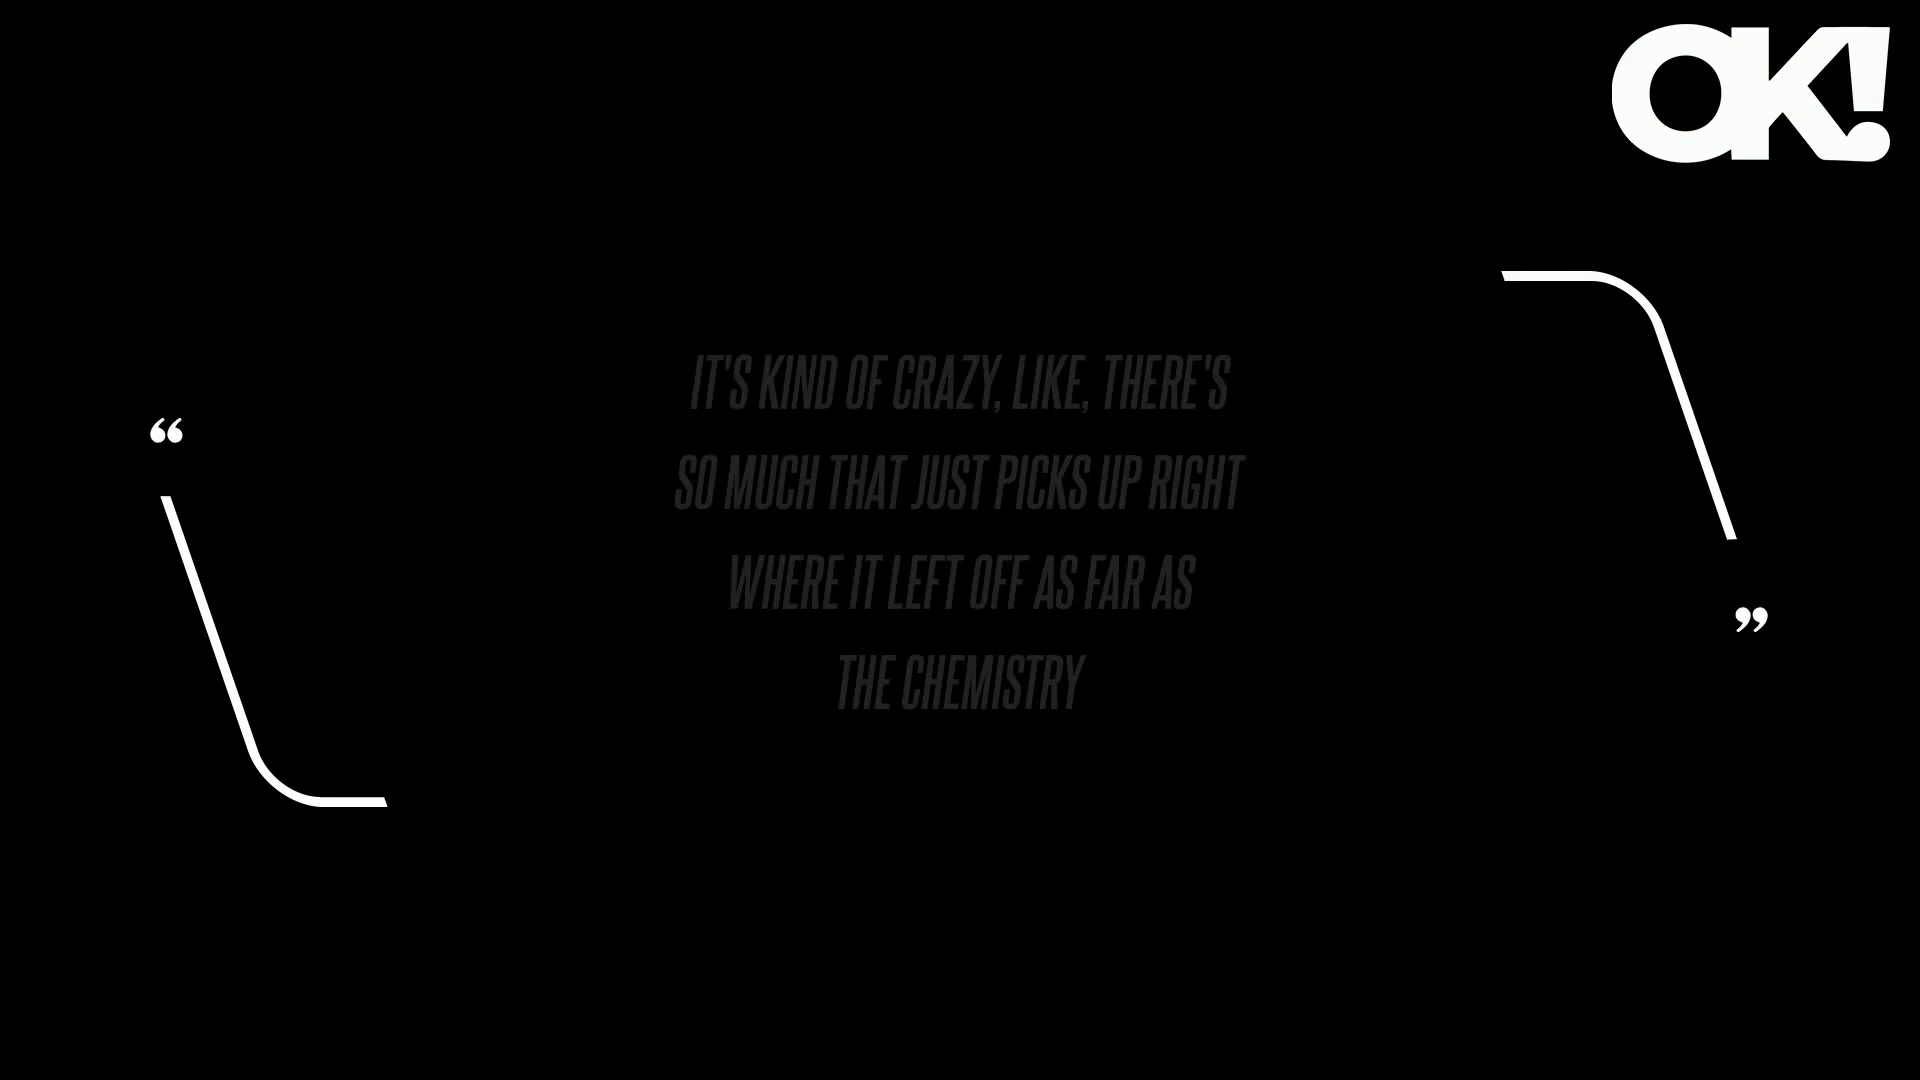 OK!
“
IT'S KIND OF CRAZY, LIKE, THERE'S
SO MUCH THAT JUST PICKS UP RIGHT
WHERE IT LEFT OFF AS FAR AS
THE CHEMISTRY
”